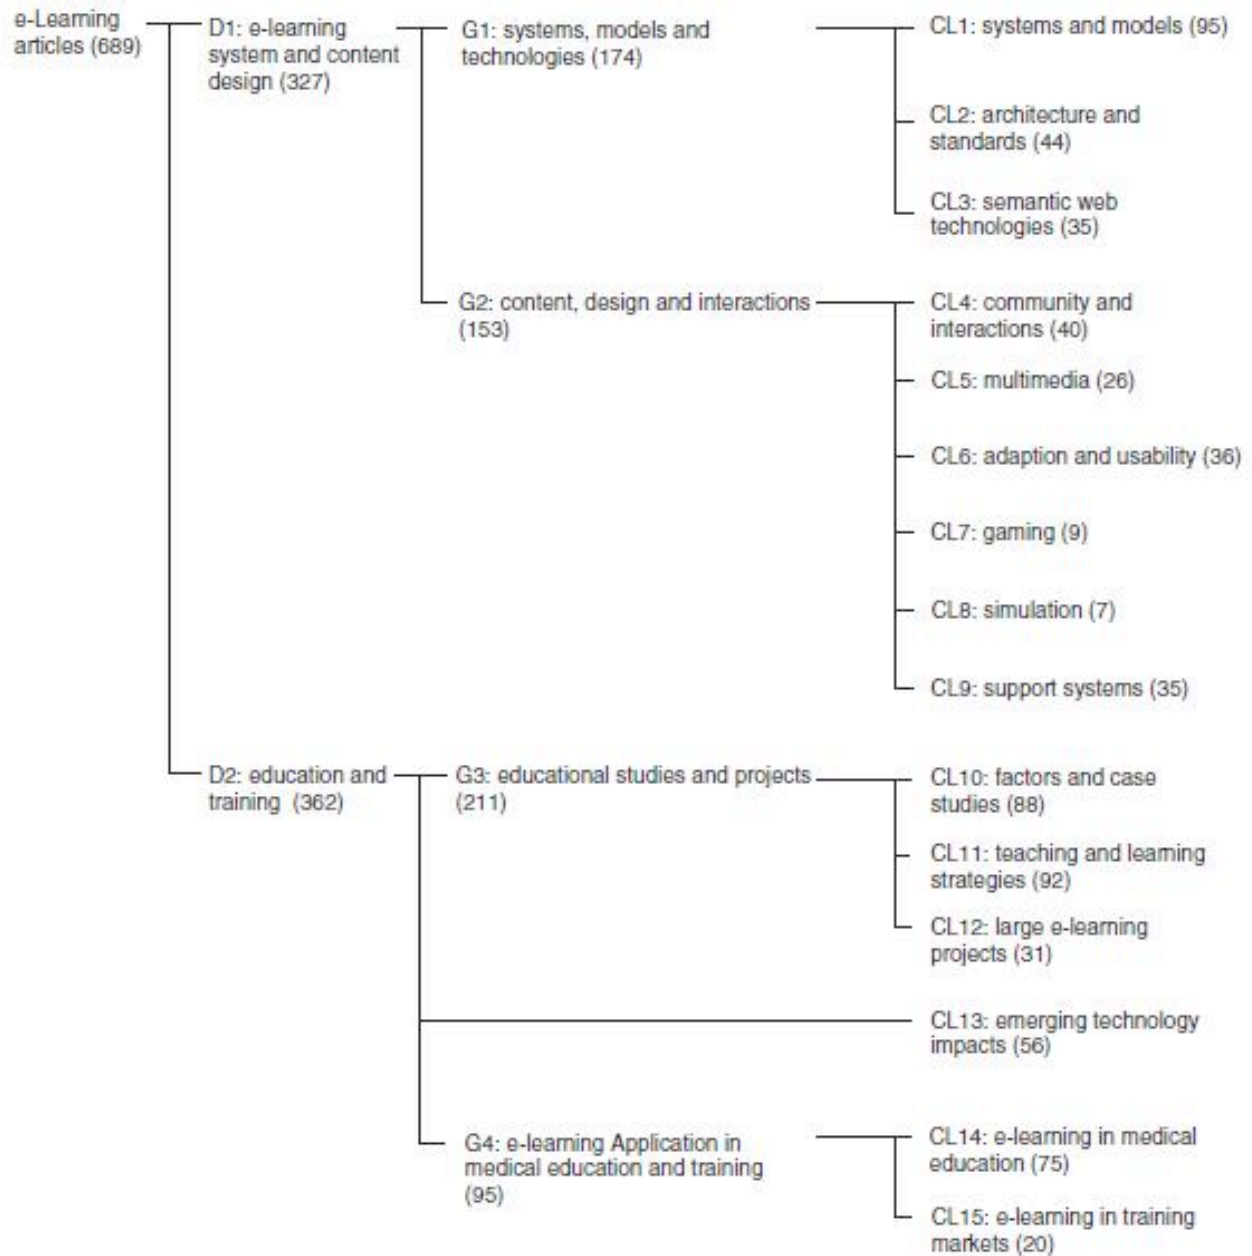 e-Learning
articles (689)
D1: e-learning
system and content
design (327)
G1: systems, models and
technologies (174)
CL1: systems and models (95)
CL2: architecture and
standards (44)
CL3: semantic web
technologies (35)
G2: content, design and interactions
(153)
CL4: community and
interactions (40)
CL5: multimedia (26)
CL6: adaption and usability (36)
CL7: gaming (9)
CL8: simulation (7)
CL9: support systems (35)
D2: education and
training (362)
G3: educational studies and projects
(211)
CL10: factors and case
studies (88)
CL11: teaching and learning
strategies (92)
CL12: large e-learning
projects (31)
CL13: emerging technology
impacts (56)
G4: e-learning Application in
medical education and training
(95)
CL14: e-learning in medical
education (75)
CL15: e-learning in training
markets (20)